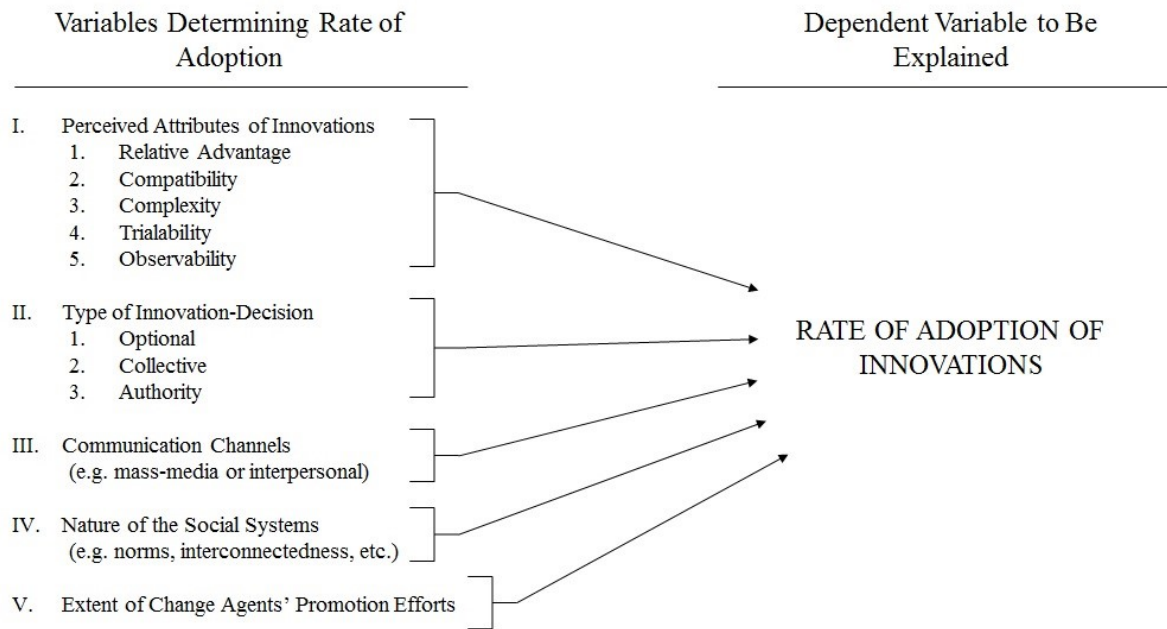 Variables Determining Rate of
Adoption
Dependent Variable to Be
Explained
I. Perceived Attributes of Innovations
1. Relative Advantage
2. Compatibility
3. Complexity
4. Trialability
5. Observability
II. Type of Innovation-Decision
1. Optional
2. Collective
3. Authority
III. Communication Channels
(e.g. mass-media or interpersonal)
IV. Nature of the Social Systems
(e.g. norms, interconnectedness, etc.)
V. Extent of Change Agents’ Promotion Efforts
RATE OF ADOPTION OF
INNOVATIONS